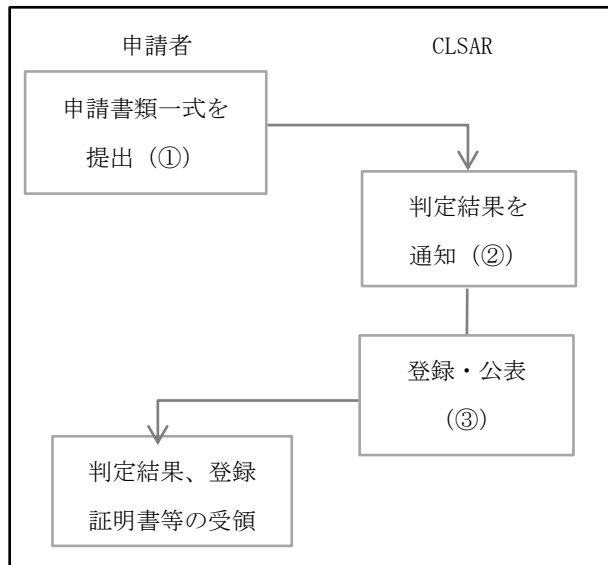 申請者
CLSAR
申請書類一式を
提出（①）
判定結果を
通知（②）
登録・公表
（③）
判定結果、登録
証明書等の受領